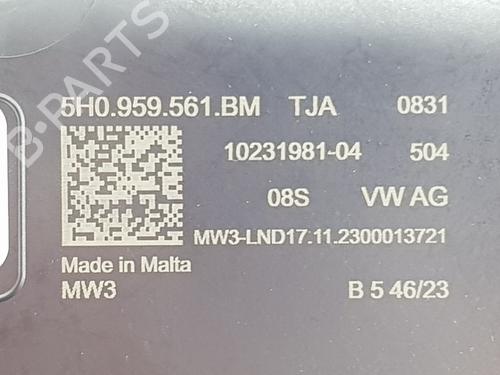 5H0.959.561.BM TJA 0831
10231981-04 504
08S VW AG
MW3-LND17.11.2300013721
Made in Malta
MW3 B 5 46/23
B-PARTS